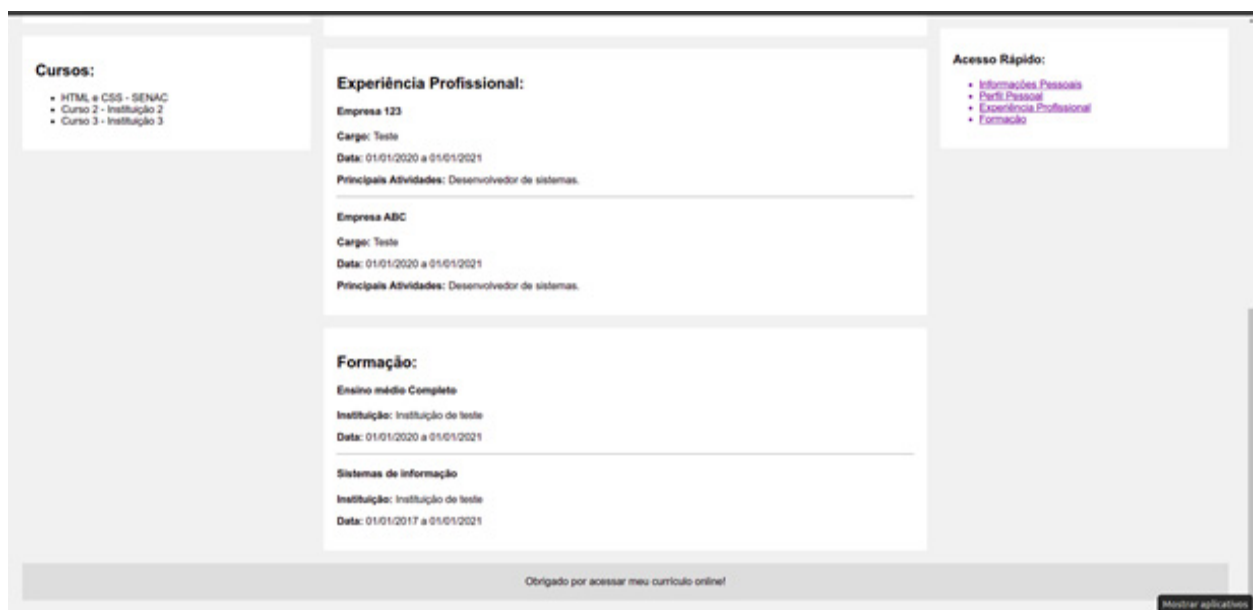 Cursos:
HTML e CSS - SENAC
Curso 2 - Instituição 2
Curso 3 - Instituição 3
Experiência Profissional:
Empresa 123
Cargo: Teste
Data: 01/01/2020 a 01/01/2021
Principais Atividades: Desenvolvedor de sistemas.
Empresa ABC
Cargo: Teste
Data: 01/01/2020 a 01/01/2021
Principais Atividades: Desenvolvedor de sistemas.
Formação:
Ensino médio Completo
Instituição: Instituição de teste
Data: 01/01/2020 a 01/01/2021
Sistemas de informação
Instituição: Instituição de teste
Data: 01/01/2017 a 01/01/2021
Acesso Rápido:
Informações Pessoais
Perfil Pessoal
Experiência Profissional
Formação
Obrigado por acessar meu currículo online!
Mostrar aplicativos